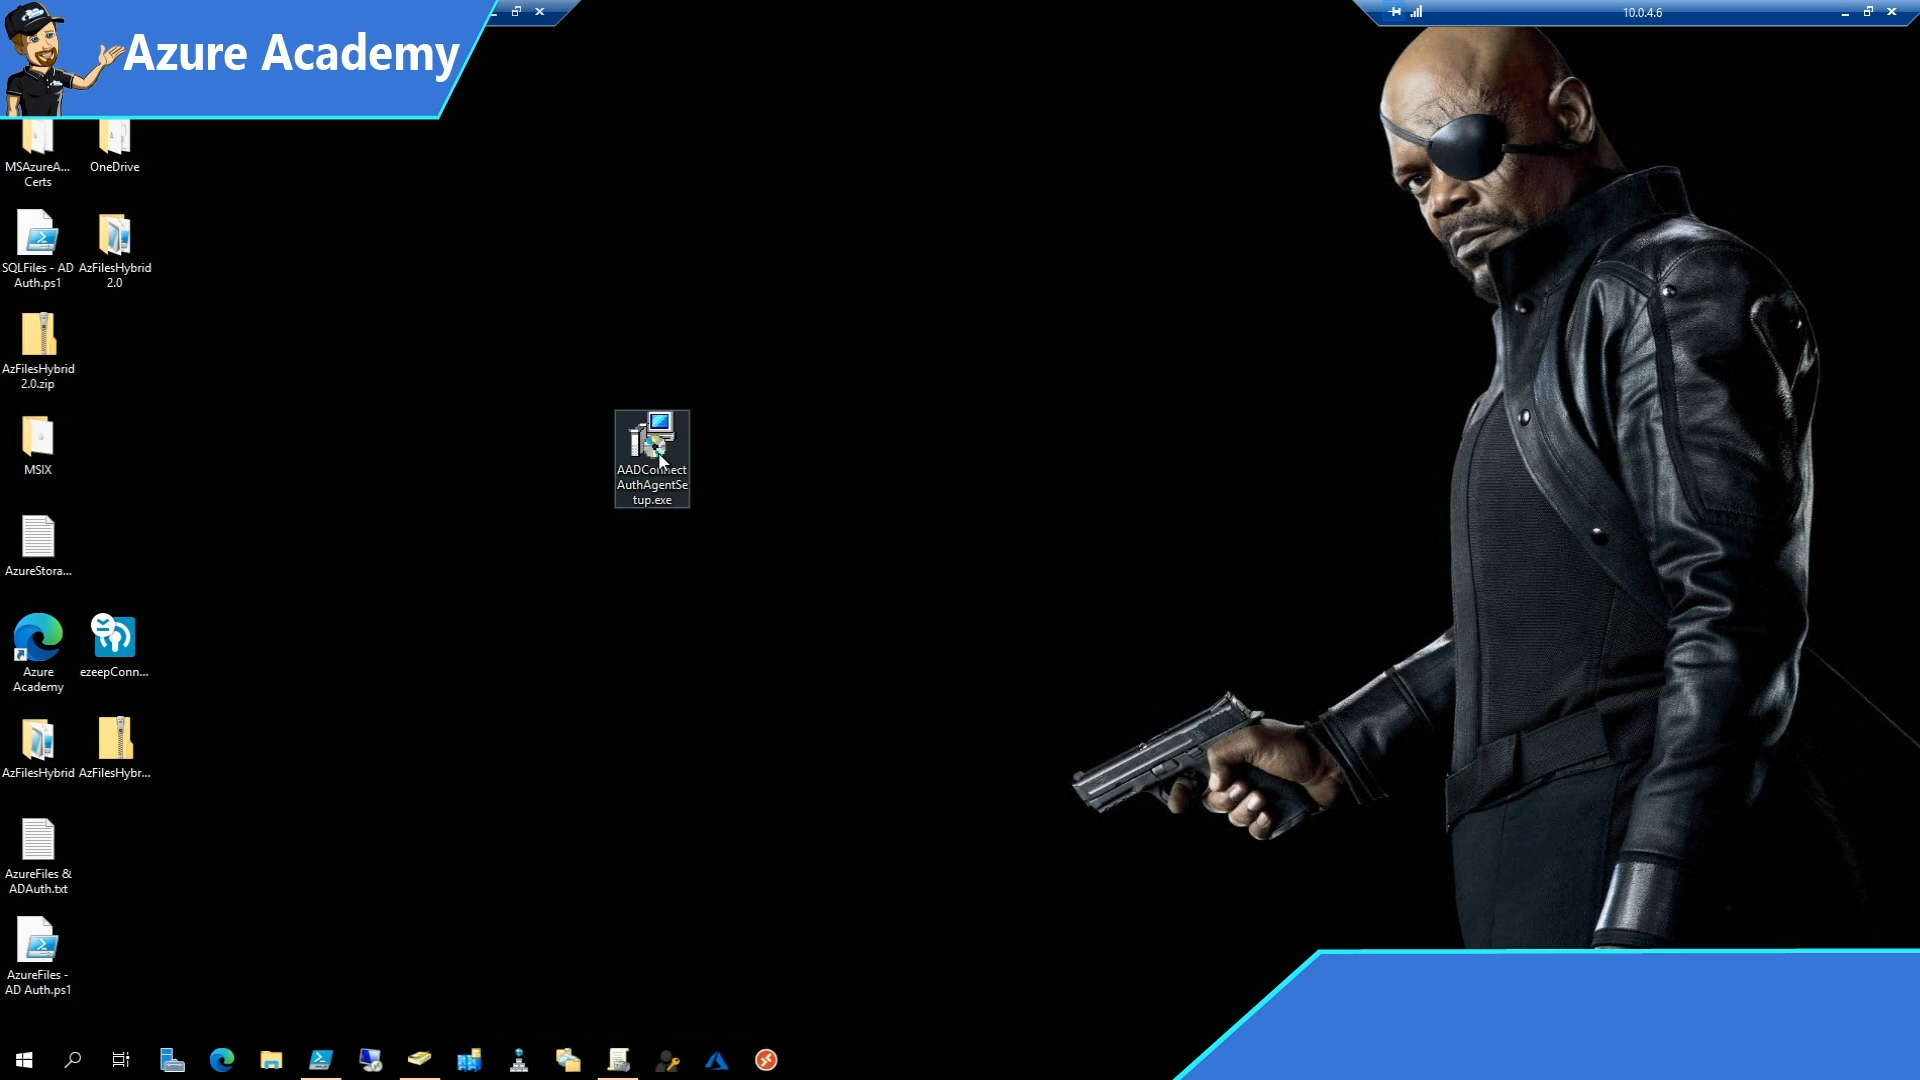 10.0.4.6
Azure Academy
MSAzureA...
Certs
OneDrive
SQLFiles - AD
Auth.ps1
AzFilesHybrid
2.0
AzFilesHybrid
2.0.zip
MSIX
AADConnect
AuthAgentSe
tup.exe
AzureStora...
Azure
Academy
ezeepConn...
AzFilesHybrid
AzFilesHybr...
AzureFiles &
ADAuth.txt
AzureFiles -
AD Auth.ps1